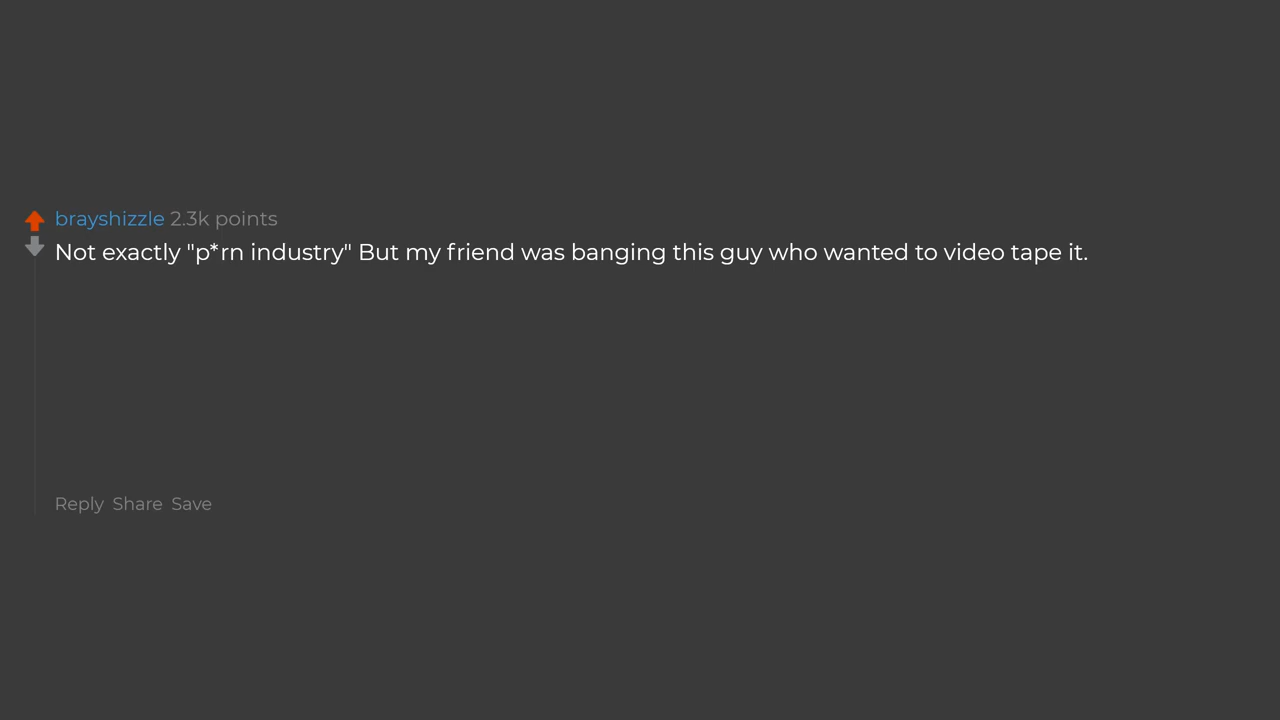 brayshizzle 2.3k points
Not exactly "p*rn industry" But my friend was banging this guy who wanted to video tape it.
Reply Share Save